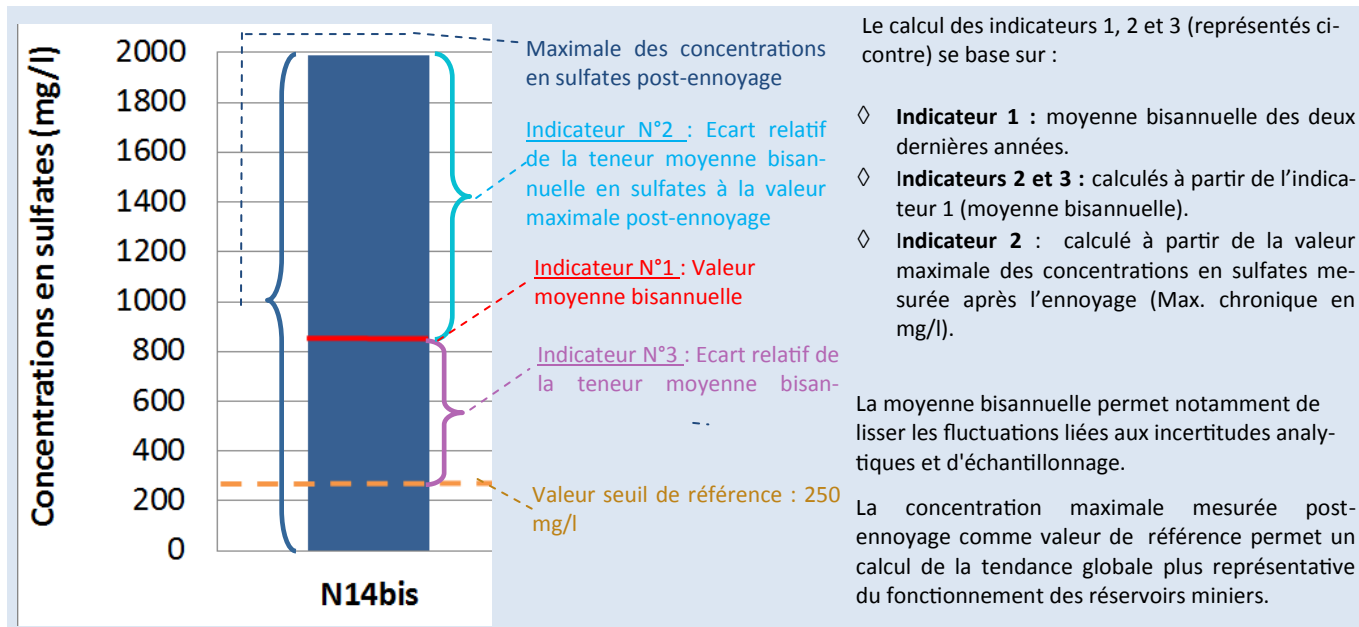 Concentrations en sulfates (mg/l)
2000
1800
1600
1400
1200
1000
800
600
400
200
0
N14bis
Maximale des concentrations
en sulfates post-ennoyage
Indicateur N°2 : Ecart relatif
de la teneur moyenne bisan-
nuelle en sulfates à la valeur
maximale post-ennoyage
Indicateur N°1 : Valeur
moyenne bisannuelle
Indicateur N°3 : Ecart relatif de
la teneur moyenne bisan-
Valeur seuil de référence : 250
mg/l
Le calcul des indicateurs 1, 2 et 3 (représentés ci-
contre) se base sur :
◊ Indicateur 1 : moyenne bisannuelle des deux
dernières années.
◊ Indicateurs 2 et 3 : calculés à partir de l'indica-
teur 1 (moyenne bisannuelle).
◊ Indicateur 2 : calculé à partir de la valeur
maximale des concentrations en sulfates me-
surée après l'ennoyage (Max. chronique en
mg/l).
La moyenne bisannuelle permet notamment de
lisser les fluctuations liées aux incertitudes analy-
tiques et d'échantillonnage.
La concentration maximale mesurée post-
ennoyage comme valeur de référence permet un
calcul de la tendance globale plus représentative
du fonctionnement des réservoirs miniers.